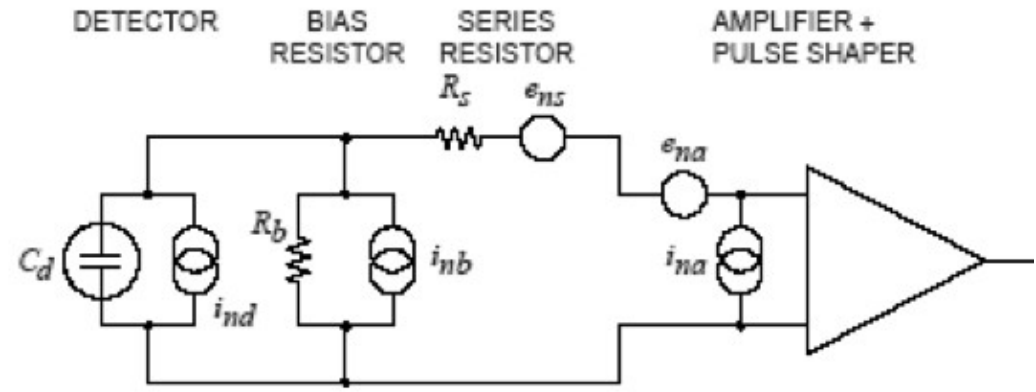 DETECTOR
BIAS
RESISTOR
SERIES
RESISTOR
AMPLIFIER +
PULSE SHAPER
R_s
e_ns
e_na
C_d
i_nd
R_b
i_nb
i_na